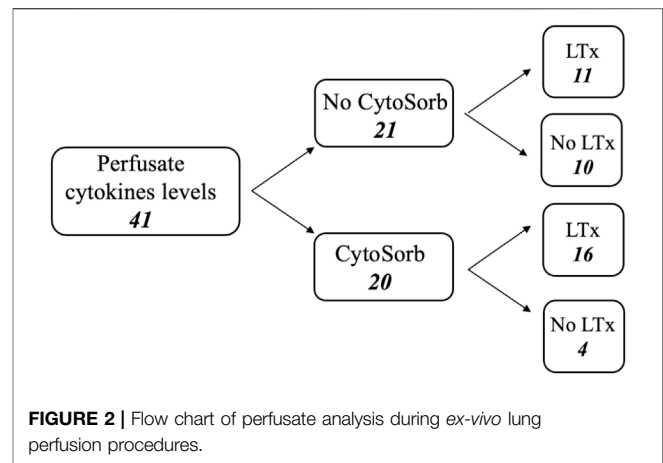 LTx
11
No CytoSorb
21
No LTx
10
Perfusate
cytokines levels
41
LTx
16
CytoSorb
20
No LTx
4
FIGURE 2 | Flow chart of perfusate analysis during ex-vivo lung
perfusion procedures.